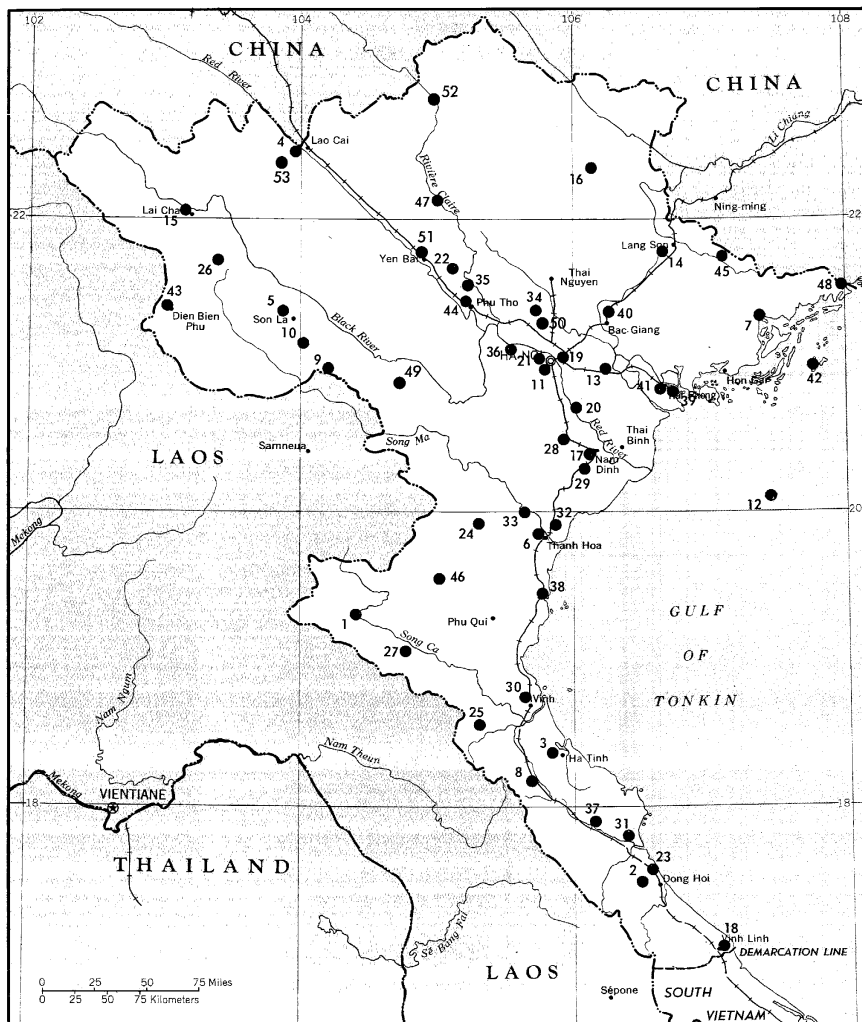 102
104
106
108
CHINA
CHINA
Red River
52
Li Chiang
4
Lao Cai
53
16
Rivière Claire
47
Ning-ming
22
22
Lai Chau
15
Lang Son
14
45
51
Yen Bai
22
26
35
Thai
Nguyen
48
43
Dien Bien
Phu
5
Son La
44
Phu Tho
34
50
40
Bac Giang
7
10
Black River
36
HA NOI
21
19
9
49
11
13
41
39
Hon Gai
42
20
Red River
Thai
Binh
28
17
Nam
Dinh
29
Song Ma
LAOS
Samneua
12
20
Mekong
24
33
32
6
Thanh Hoa
46
38
1
Phu Qui
GULF
OF
TONKIN
Song Ca
27
Nam Ngum
30
Vinh
25
3
Ha Tinh
Nam Theun
8
Mekong
VIENTIANE
18
18
37
31
THAILAND
23
2
Dong Hoi
Se Bang Fai
18
Vinh Linh
DEMARCATION LINE
LAOS
0 25 50 75 Miles
0 25 50 75 Kilometers
Sépone
SOUTH
VIETNAM